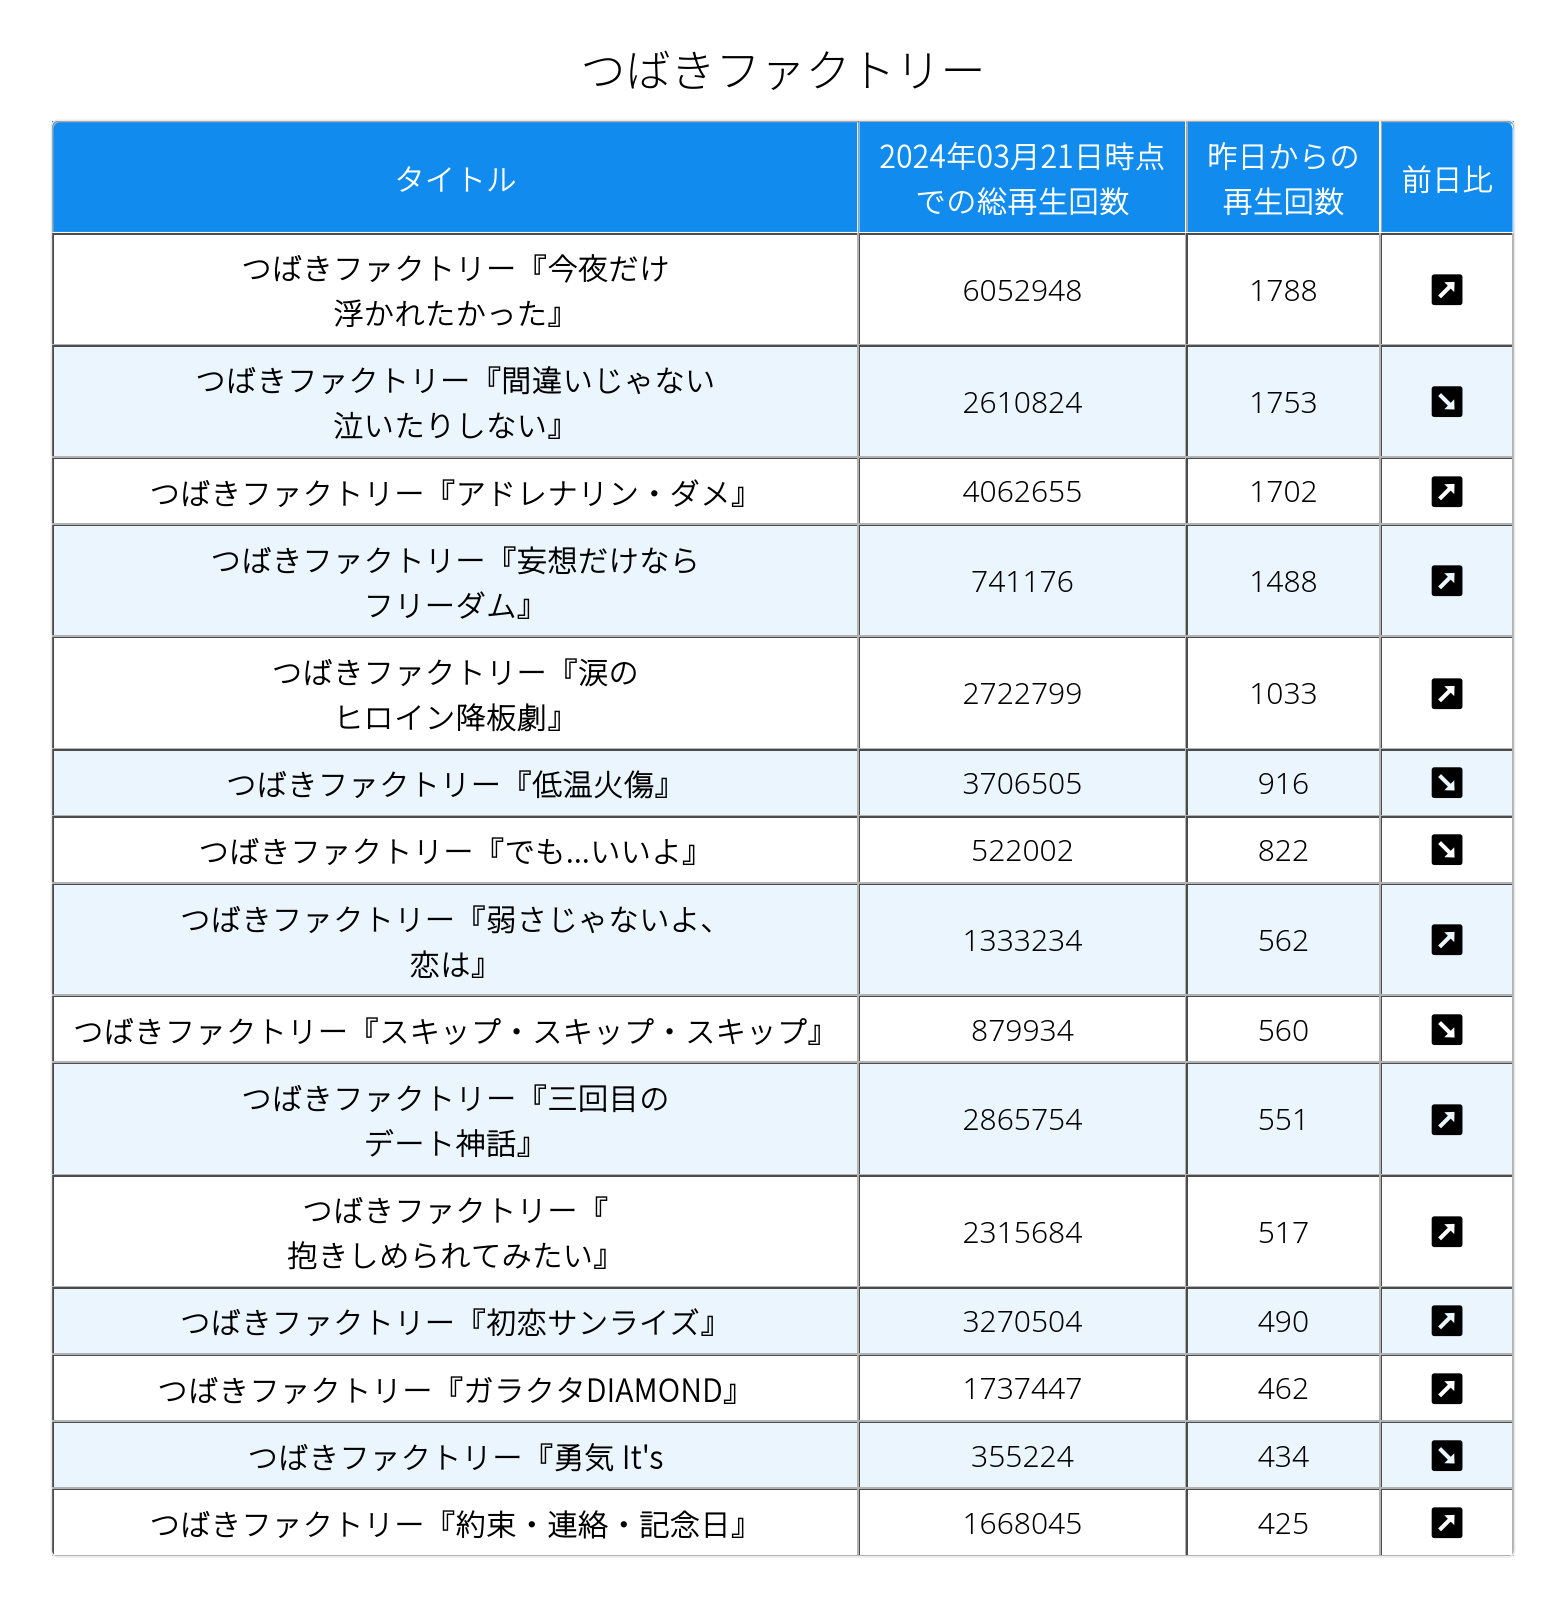 つばきファクトリー
タイトル
2024年03月21日時点
での総再生回数
昨日からの
再生回数
前日比
つばきファクトリー『今夜だけ
浮かれたかった』
6052948
1788
つばきファクトリー『間違いじゃない
泣いたりしない』
2610824
1753
つばきファクトリー『アドレナリン・ダメ』
4062655
1702
つばきファクトリー『妄想だけなら
フリーダム』
741176
1488
つばきファクトリー『涙の
ヒロイン降板劇』
2722799
1033
つばきファクトリー『低温火傷』
3706505
916
つばきファクトリー『でも...いいよ』
522002
822
つばきファクトリー『弱さじゃないよ、
恋は』
1333234
562
つばきファクトリー『スキップ・スキップ・スキップ』
879934
560
つばきファクトリー『三回目の
デート神話』
2865754
551
つばきファクトリー『
抱きしめられてみたい』
2315684
517
つばきファクトリー『初恋サンライズ』
3270504
490
つばきファクトリー『ガラクタDIAMOND』
1737447
462
つばきファクトリー『勇気 It's
355224
434
つばきファクトリー『約束・連絡・記念日』
1668045
425